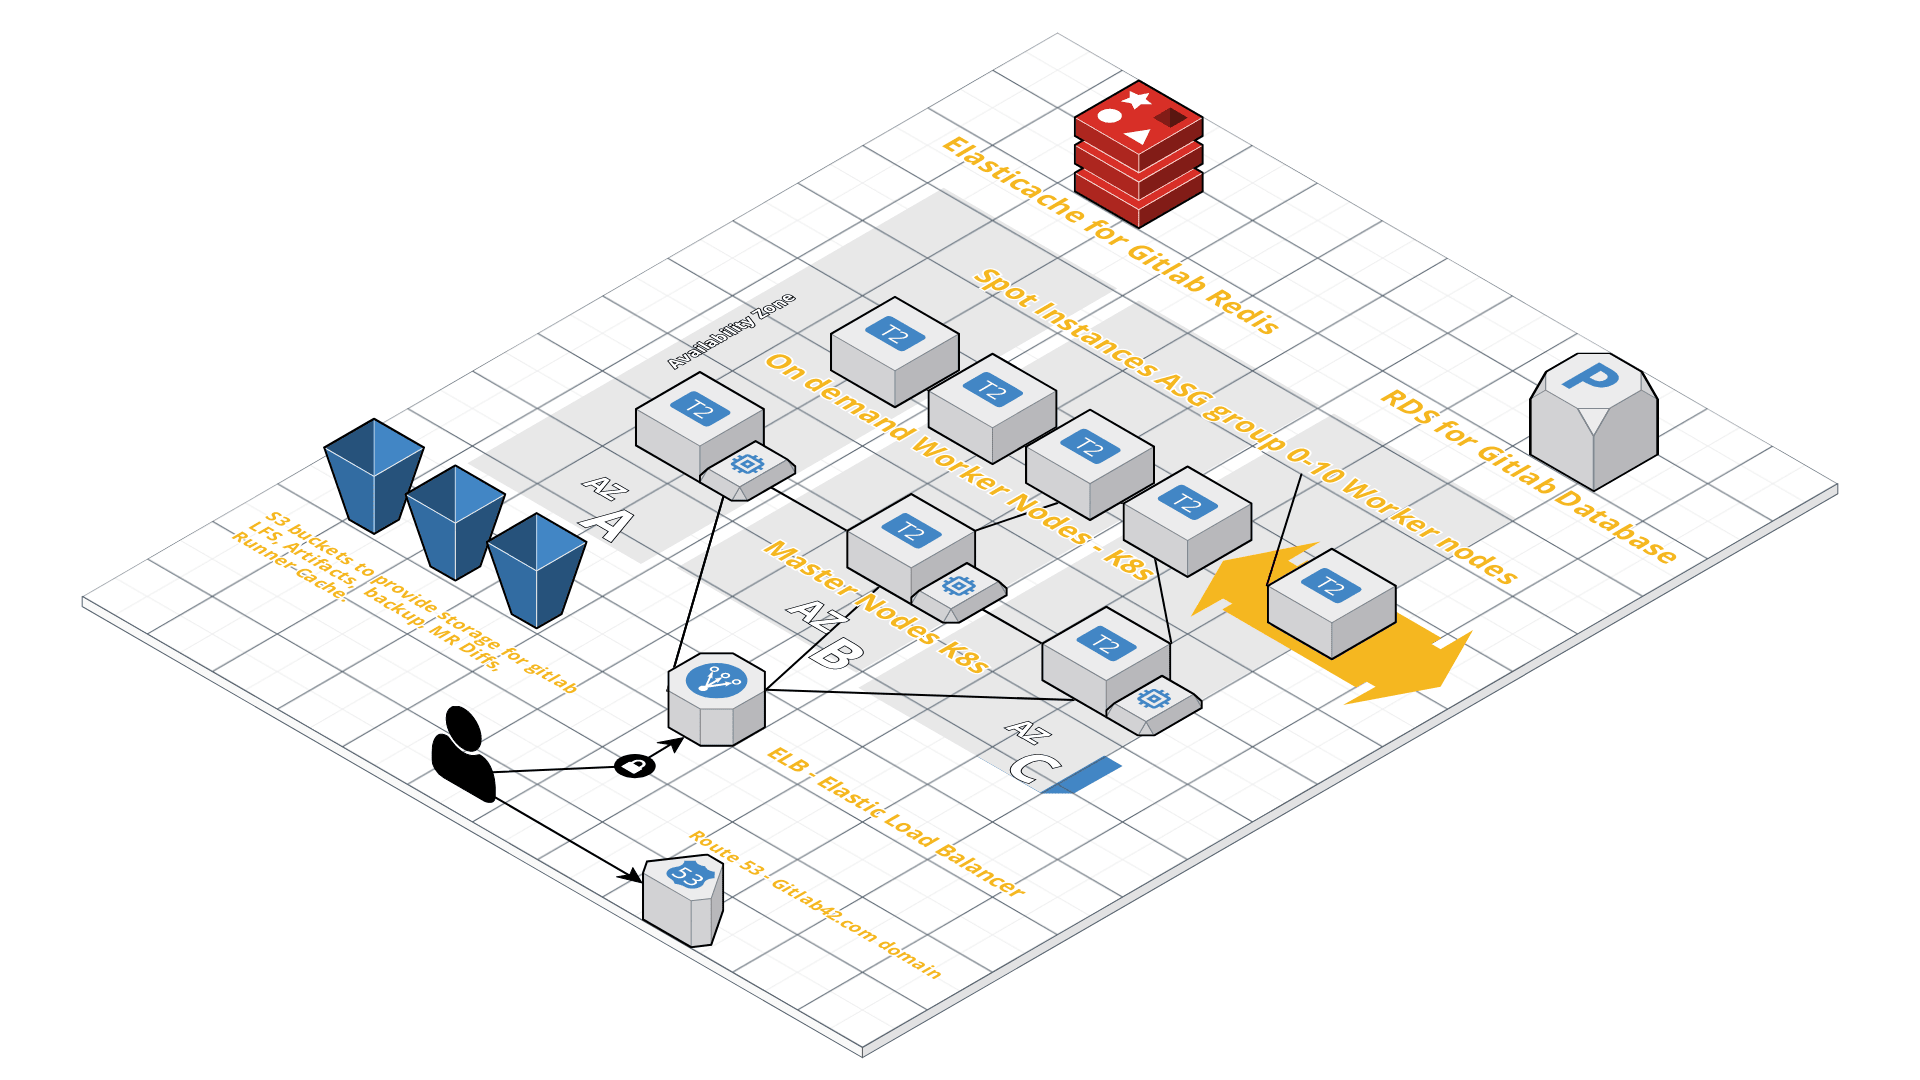 Elasticache for Gitlab Redis
Spot Instances ASG group 0-10 Worker nodes
Availability Zone
T2
On demand Worker Nodes - K8s
T2
T2
T2
T2
P
RDS for Gitlab Database
AZ
A
T2
Master Nodes K8s
T2
S3 buckets to provide storage for gitlab
LFS, Artifacts , backup, MR Diffs,
Runner-Cache.
AZ
B
T2
AZ
C
ELB - Elastic Load Balancer
Route 53 - Gitlab42.com domain
53